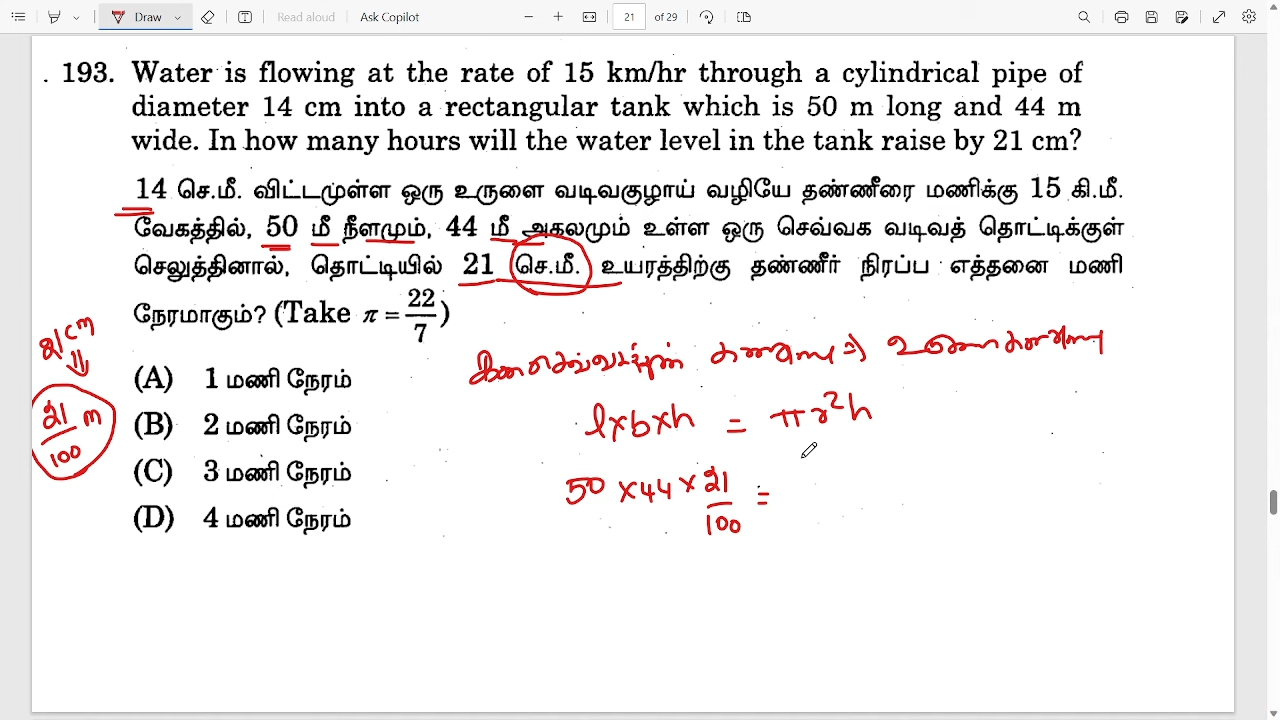 Draw
Read aloud
Ask Copilot
21 of 29
193. Water is flowing at the rate of 15 km/hr through a cylindrical pipe of
diameter 14 cm into a rectangular tank which is 50 m long and 44 m
wide. In how many hours will the water level in the tank raise by 21 cm?
14 செ.மீ. விட்டமுள்ள ஒரு உருளை வடிவகுழாய் வழியே தண்ணீரை மணிக்கு 15 கி.மீ.
வேகத்தில், 50 மீ நீளமும், 44 மீ அகலமும் உள்ள ஒரு செவ்வக வடிவத் தொட்டிக்குள்
செலுத்தினால், தொட்டியில் 21 செ.மீ. உயரத்திற்கு தண்ணீர் நிரப்ப எத்தனை மணி
நேரமாகும்? (Take π = 22/7)
21 cm
⇓
21/100 m
(A) 1 மணி நேரம்
(B) 2 மணி நேரம்
(C) 3 மணி நேரம்
(D) 4 மணி நேரம்
l×b×h = πr²h
50 × 44 × 21/100 =